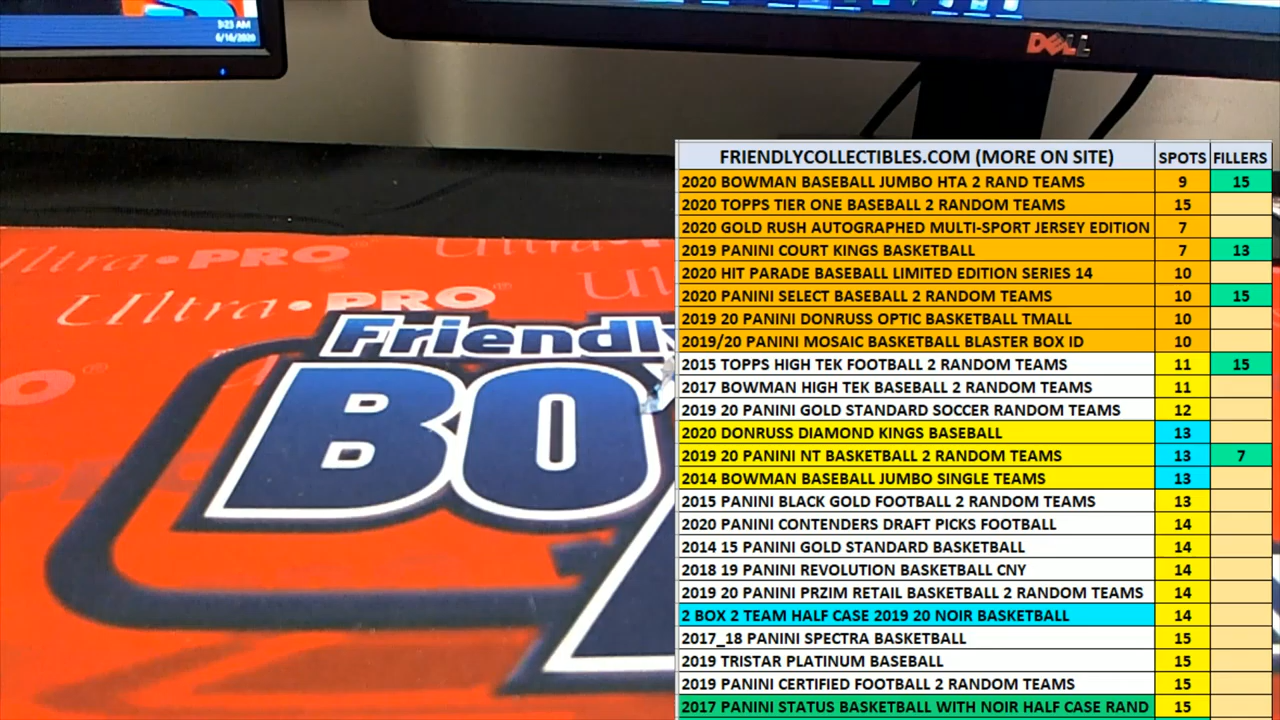 3:23 AM
6/16/2020
DELL
Ultra•PRO®
Ultra
Ultra•PRO®
Ul
PRO®
Friendly
BO
FRIENDLYCOLLECTIBLES.COM (MORE ON SITE) SPOTS FILLERS
2020 BOWMAN BASEBALL JUMBO HTA 2 RAND TEAMS 9 15
2020 TOPPS TIER ONE BASEBALL 2 RANDOM TEAMS 15
2020 GOLD RUSH AUTOGRAPHED MULTI-SPORT JERSEY EDITION 7
2019 PANINI COURT KINGS BASKETBALL 7 13
2020 HIT PARADE BASEBALL LIMITED EDITION SERIES 14 10
2020 PANINI SELECT BASEBALL 2 RANDOM TEAMS 10 15
2019 20 PANINI DONRUSS OPTIC BASKETBALL TMALL 10
2019/20 PANINI MOSAIC BASKETBALL BLASTER BOX ID 10
2015 TOPPS HIGH TEK FOOTBALL 2 RANDOM TEAMS 11 15
2017 BOWMAN HIGH TEK BASEBALL 2 RANDOM TEAMS 11
2019 20 PANINI GOLD STANDARD SOCCER RANDOM TEAMS 12
2020 DONRUSS DIAMOND KINGS BASEBALL 13
2019 20 PANINI NT BASKETBALL 2 RANDOM TEAMS 13 7
2014 BOWMAN BASEBALL JUMBO SINGLE TEAMS 13
2015 PANINI BLACK GOLD FOOTBALL 2 RANDOM TEAMS 13
2020 PANINI CONTENDERS DRAFT PICKS FOOTBALL 14
2014 15 PANINI GOLD STANDARD BASKETBALL 14
2018 19 PANINI REVOLUTION BASKETBALL CNY 14
2019 20 PANINI PRZIM RETAIL BASKETBALL 2 RANDOM TEAMS 14
2 BOX 2 TEAM HALF CASE 2019 20 NOIR BASKETBALL 14
2017_18 PANINI SPECTRA BASKETBALL 15
2019 TRISTAR PLATINUM BASEBALL 15
2019 PANINI CERTIFIED FOOTBALL 2 RANDOM TEAMS 15
2017 PANINI STATUS BASKETBALL WITH NOIR HALF CASE RAND 15